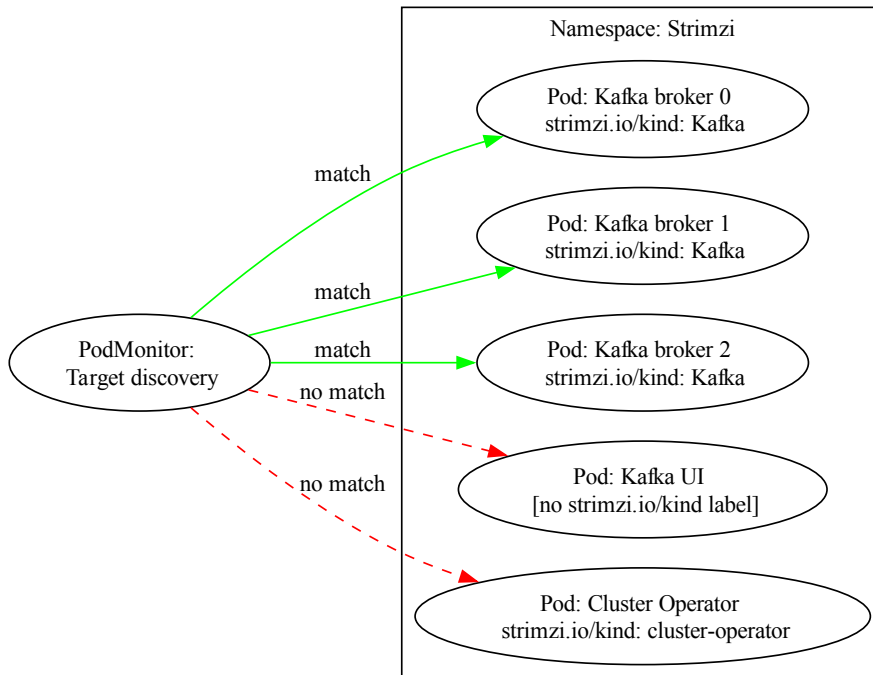 Namespace: Strimzi
Pod: Kafka broker 0
strimzi.io/kind: Kafka
match
Pod: Kafka broker 1
strimzi.io/kind: Kafka
match
PodMonitor:
Target discovery
match
Pod: Kafka broker 2
strimzi.io/kind: Kafka
no match
Pod: Kafka UI
[no strimzi.io/kind label]
no match
Pod: Cluster Operator
strimzi.io/kind: cluster-operator